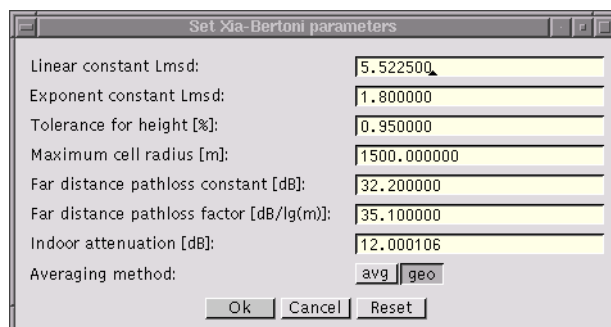 Set Xia-Bertoni parameters
Linear constant Lmsd: 5.522500
Exponent constant Lmsd: 1.800000
Tolerance for height [%]: 0.950000
Maximum cell radius [m]: 1500.000000
Far distance pathloss constant [dB]: 32.200000
Far distance pathloss factor [dB/lg(m)]: 35.100000
Indoor attenuation [dB]: 12.000106
Averaging method: avg geo
Ok Cancel Reset